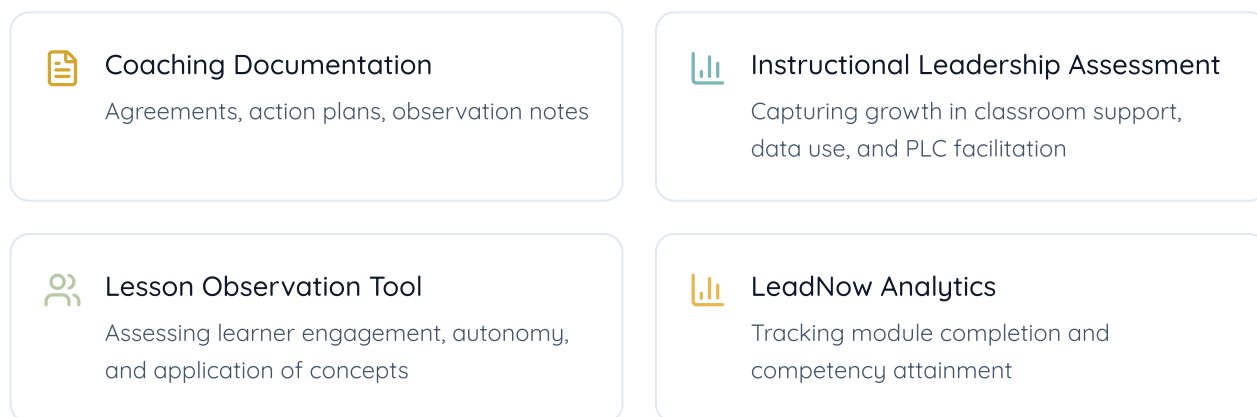 Coaching Documentation
Agreements, action plans, observation notes
Instructional Leadership Assessment
Capturing growth in classroom support,
data use, and PLC facilitation
Lesson Observation Tool
Assessing learner engagement, autonomy,
and application of concepts
LeadNow Analytics
Tracking module completion and
competency attainment